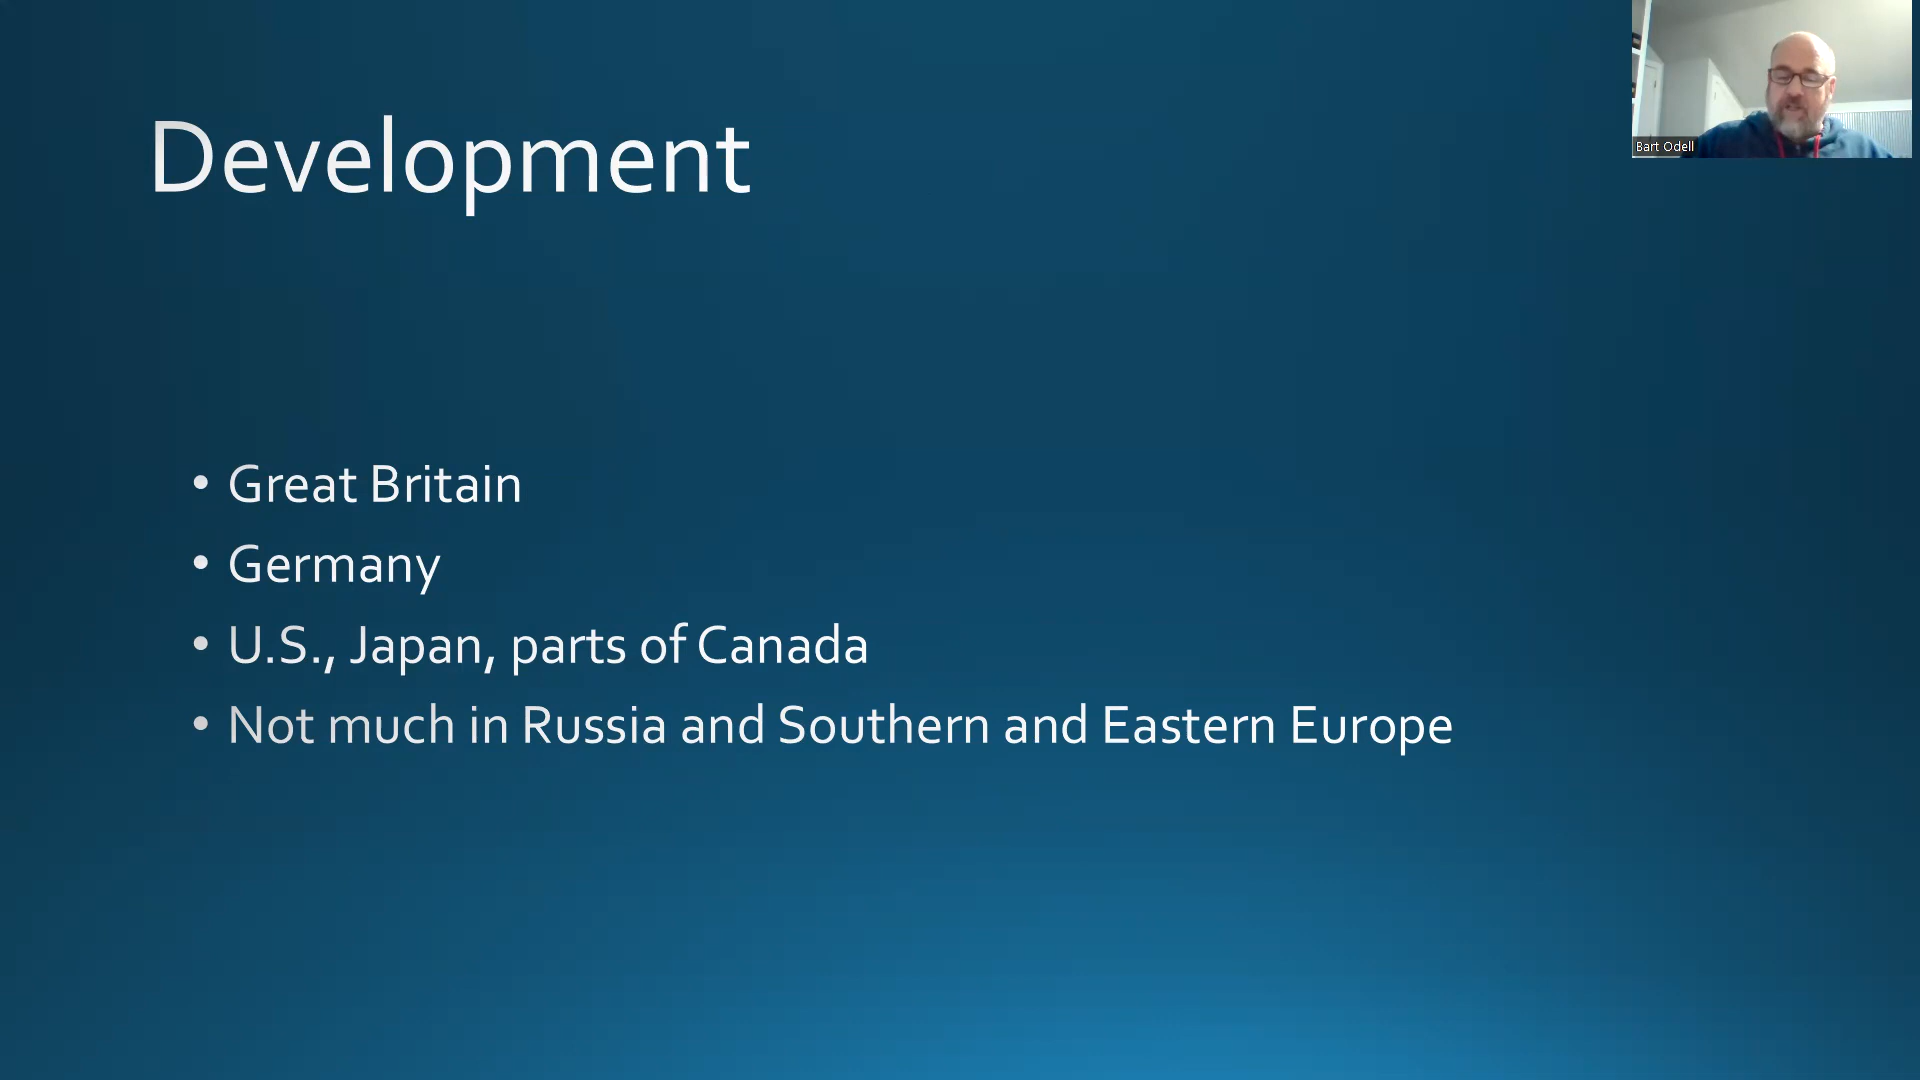 Development
• Great Britain
• Germany
• U.S., Japan, parts of Canada
• Not much in Russia and Southern and Eastern Europe
Bart Odell